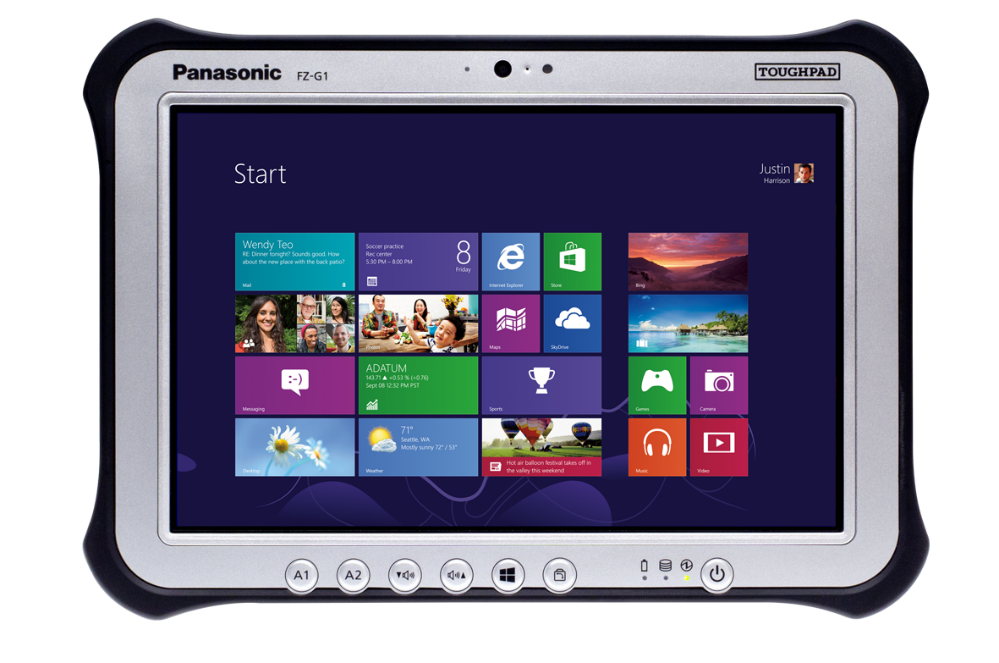 Panasonic FZ-G1
TOUGHPAD
Start
Justin
Harrison
Wendy Teo
RE: Dinner tonight? Sounds good. How
about the new place with the back patio?
Mail
8
Soccer practice
Rec center
5:30 PM – 8:00 PM
8
Friday
Internet Explorer
Store
Bing
Photos
Maps
SkyDrive
Messaging
ADATUM
143.71 ▲ +0.53 % (+0.76)
Sept 08 12:32 PM PST
Sports
Games
Camera
Desktop
71°
Seattle, WA
Mostly sunny 72° / 53°
Weather
Hot air balloon festival takes off in
the valley this weekend
Music
Video
A1
A2